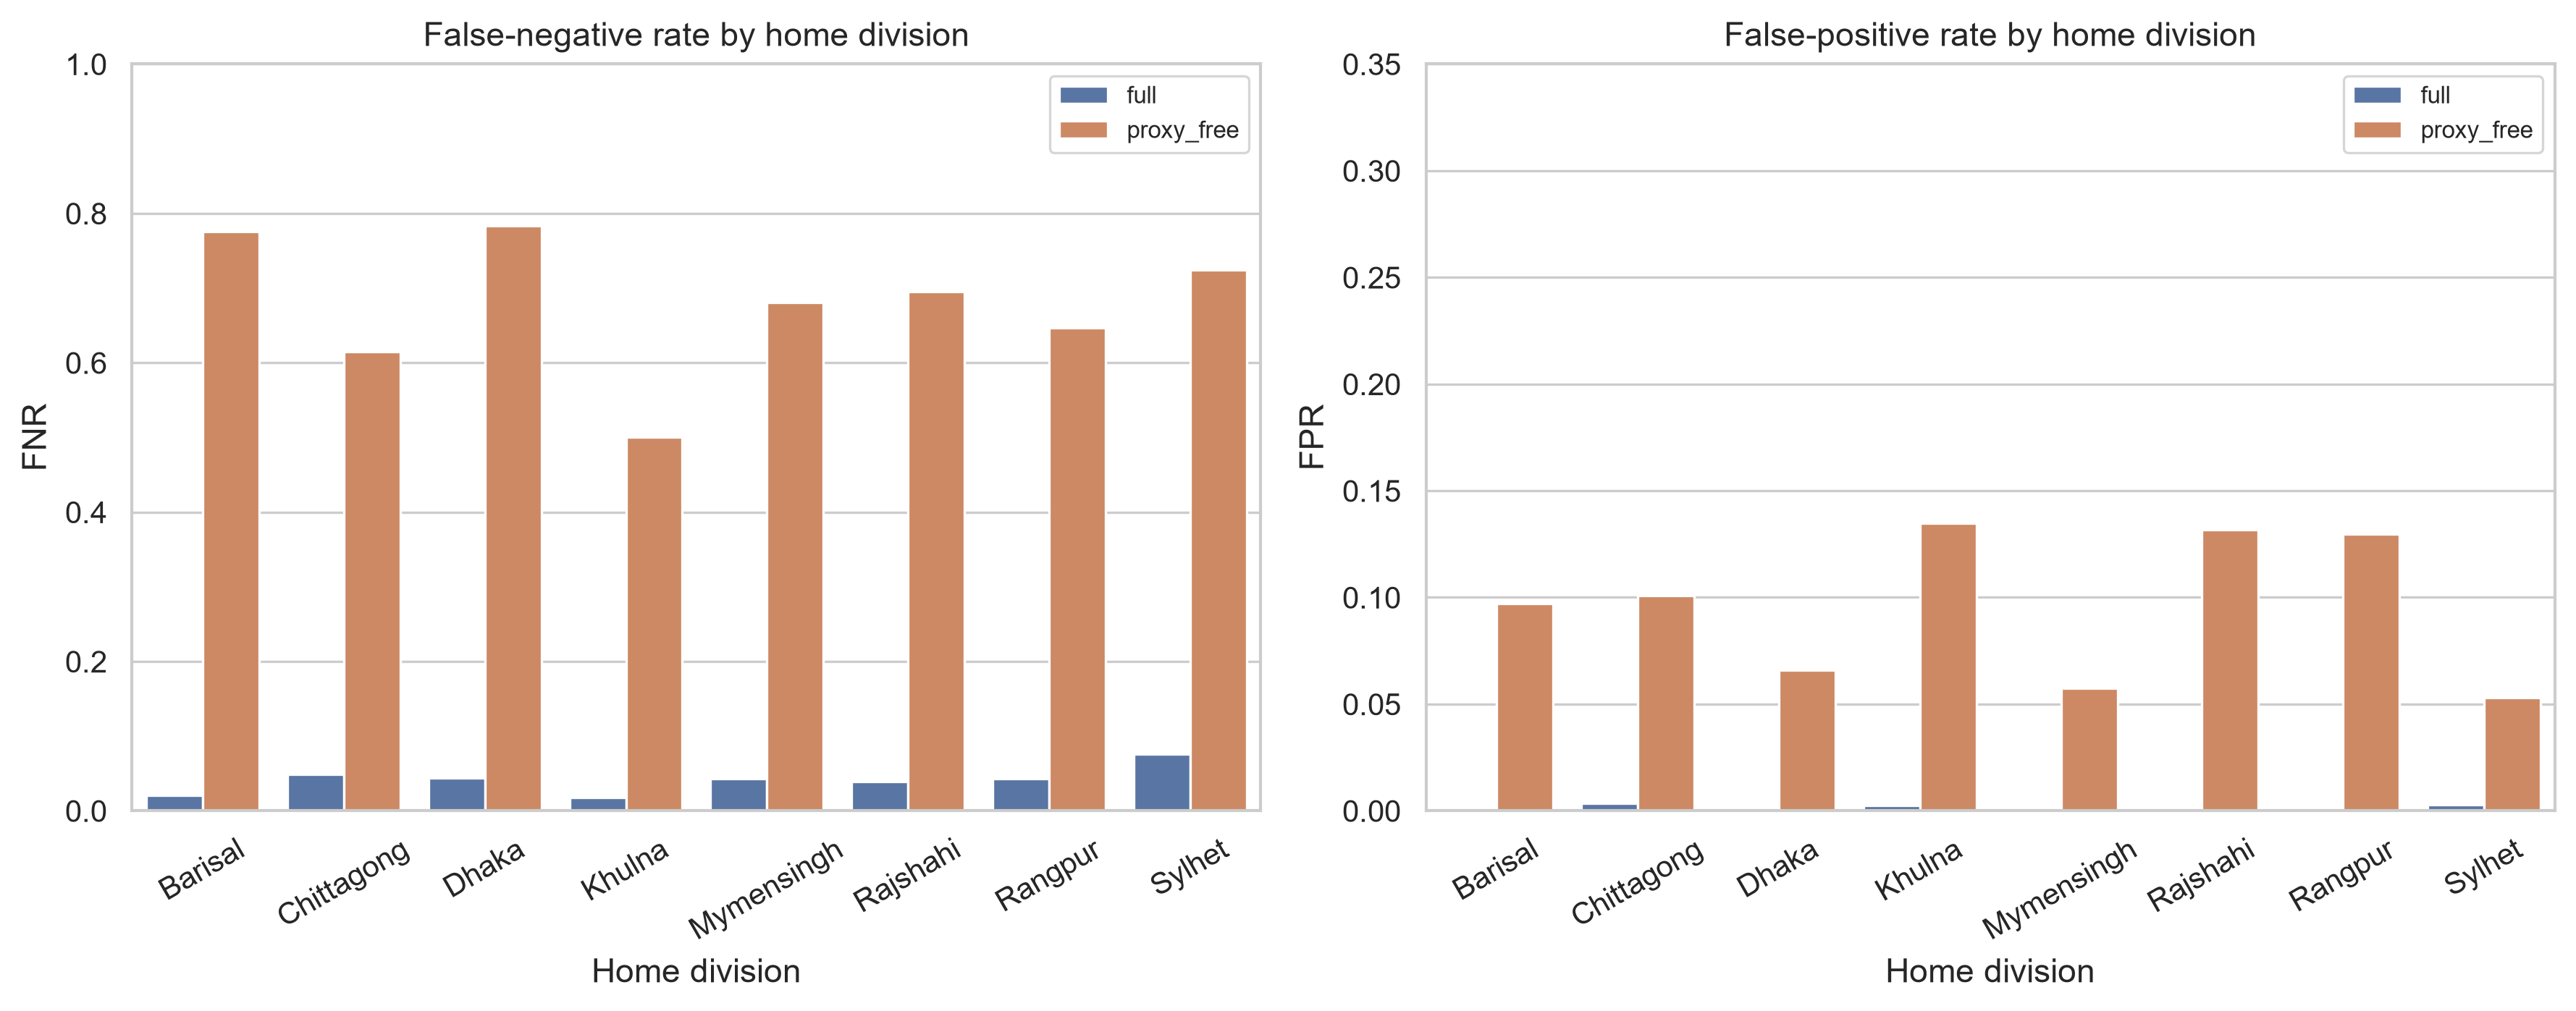 False-negative rate by home division
1.0
0.8
0.6
0.4
0.2
0.0
FNR
full
proxy_free
Barisal
Chittagong
Dhaka
Khulna
Mymensingh
Rajshahi
Rangpur
Sylhet
Home division
False-positive rate by home division
0.35
0.30
0.25
0.20
0.15
0.10
0.05
0.00
FPR
full
proxy_free
Barisal
Chittagong
Dhaka
Khulna
Mymensingh
Rajshahi
Rangpur
Sylhet
Home division